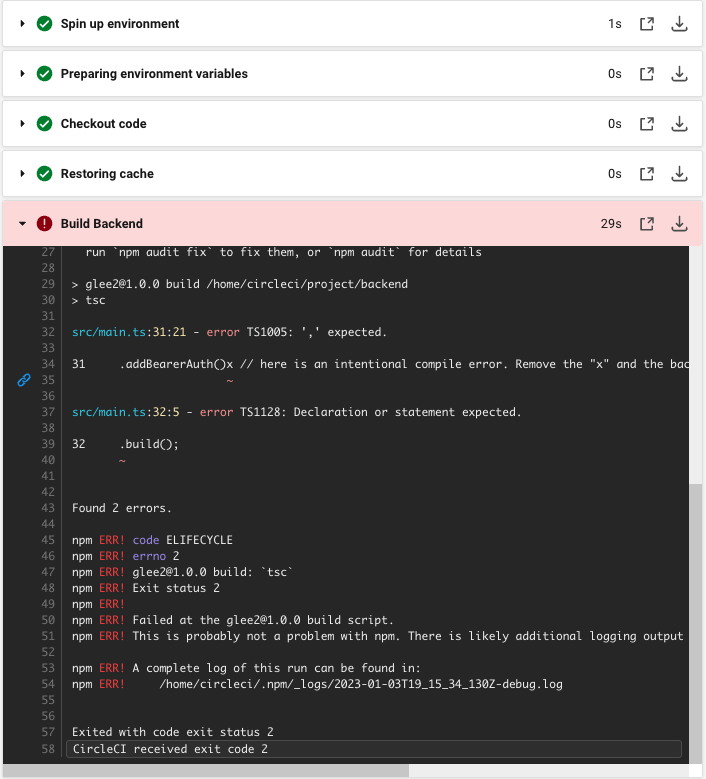 Spin up environment 1s
Preparing environment variables 0s
Checkout code 0s
Restoring cache 0s
Build Backend 29s
27 run `npm audit fix` to fix them, or `npm audit` for details
28
29 > glee2@1.0.0 build /home/circleci/project/backend
30 > tsc
31
32 src/main.ts:31:21 - error TS1005: ',' expected.
33
34 31     .addBearerAuth()x // here is an intentional compile error. Remove the "x" and the bac
35 ~
36
37 src/main.ts:32:5 - error TS1128: Declaration or statement expected.
38
39 32     .build();
40 ~
41
42
43 Found 2 errors.
44
45 npm ERR! code ELIFECYCLE
46 npm ERR! errno 2
47 npm ERR! glee2@1.0.0 build: `tsc`
48 npm ERR! Exit status 2
49 npm ERR!
50 npm ERR! Failed at the glee2@1.0.0 build script.
51 npm ERR! This is probably not a problem with npm. There is likely additional logging output
52
53 npm ERR! A complete log of this run can be found in:
54 npm ERR!     /home/circleci/.npm/_logs/2023-01-03T19_15_34_130Z-debug.log
55
56
57 Exited with code exit status 2
58 CircleCI received exit code 2